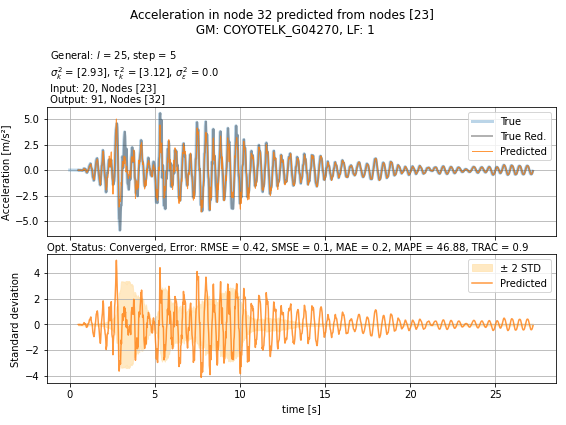 Acceleration in node 32 predicted from nodes [23]
GM: COYOTELK_G04270, LF: 1
General: l = 25, step = 5
σ²ₖ = [2.93], τ²ₖ = [3.12], σ²ε = 0.0
Input: 20, Nodes [23]
Output: 91, Nodes [32]
Acceleration [m/s²]
5.0
2.5
0.0
−2.5
−5.0
True
True Red.
Predicted
Opt. Status: Converged, Error: RMSE = 0.42, SMSE = 0.1, MAE = 0.2, MAPE = 46.88, TRAC = 0.9
Standard deviation
4
2
0
−2
−4
± 2 STD
Predicted
0 5 10 15 20 25
time [s]